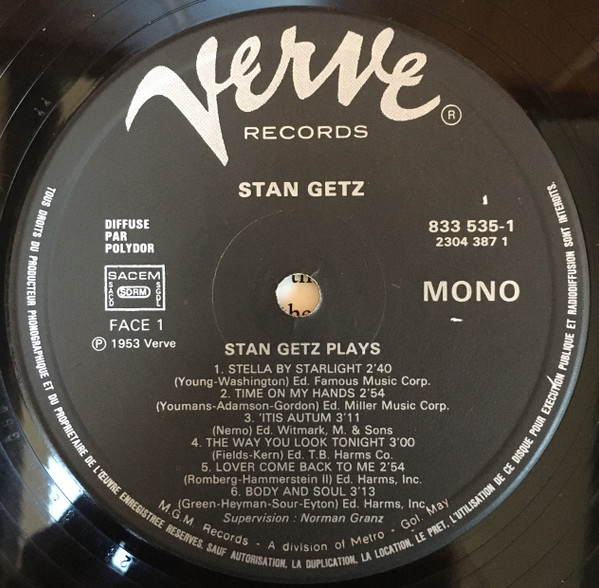 Verve
®
RECORDS
STAN GETZ
DIFFUSE
PAR
POLYDOR
833 535-1
2304 387 1
SACEM
SACD
SDRM
SGDL
MONO
FACE 1
℗ 1953 Verve
STAN GETZ PLAYS
1. STELLA BY STARLIGHT 2'40
(Young-Washington) Ed. Famous Music Corp.
2. TIME ON MY HANDS 2'54
(Youmans-Adamson-Gordon) Ed. Miller Music Corp.
3. 'ITIS AUTUM 3'11
(Nemo) Ed. Witmark, M. & Sons
4. THE WAY YOU LOOK TONIGHT 3'00
(Fields-Kern) Ed. T.B. Harms Co.
5. LOVER COME BACK TO ME 2'54
(Romberg-Hammerstein II) Ed. Harms, Inc.
6. BODY AND SOUL 3'13
(Green-Heyman-Sour-Eyton) Ed. Harms, Inc.
Supervision : Norman Granz
M.G.M. Records - A division of Metro - Gol. May
TOUS DROITS DU PRODUCTEUR PHONOGRAPHIQUE ET DU PROPRIETAIRE DE L'ŒUVRE ENREGISTREE RESERVES. SAUF AUTORISATION, LA DUPLICATION, LA LOCATION, LE PRET, L'UTILISATION DE CE DISQUE POUR EXECUTION PUBLIQUE ET RADIODIFFUSION SONT INTERDITS.